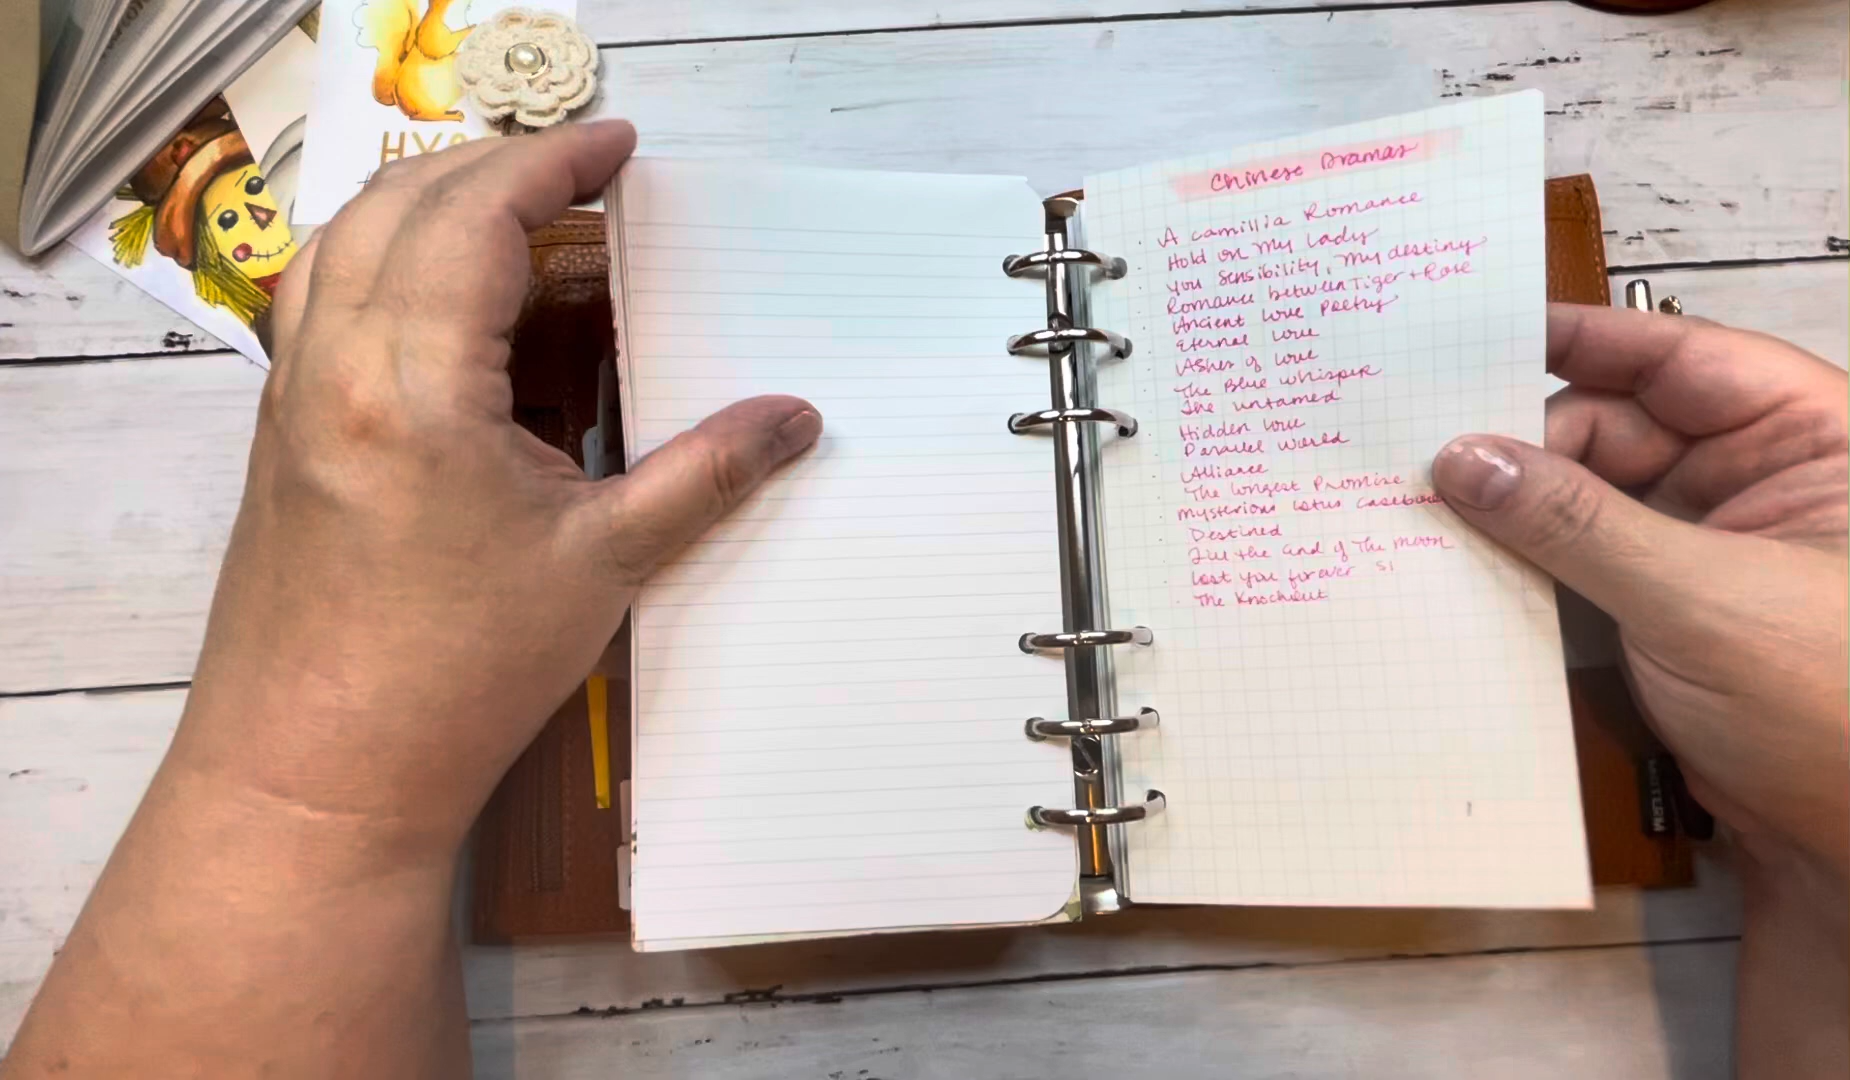 HYG
Chinese Dramas
A camillia Romance
Hold on My Lady
you sensibility, My destiny
Romance between Tiger + Rose
Ancient Love Poetry
Eternal Love
Ashes of Love
The Blue Whisper
The untamed
Hidden Love
Parallel World
Alliance
The longest Promise
Mysterious Lotus Casebook
Destined
Till the End of The Moon
Lost you forever S1
The Knockout